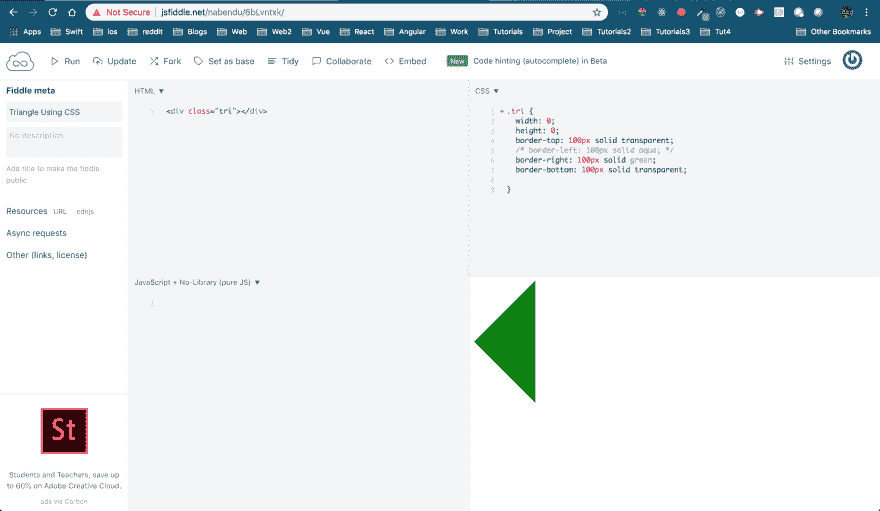 Not Secure | jsfiddle.net/nabendu/6bLvntxk/
Apps Swift ios reddit Blogs Web Web2 Vue React Angular Work Tutorials Project Tutorials2 Tutorials3 Tut4 Other Bookmarks
Run Update Fork Set as base Tidy Collaborate Embed New Code hinting (autocomplete) in Beta Settings
Fiddle meta
Triangle Using CSS
No description
Add title to make the fiddle
public
Resources URL cdnjs
Async requests
Other (links, license)
St
Students and Teachers, save up
to 60% on Adobe Creative Cloud.
ads via Carbon
HTML
1 <div class="tri"></div>
CSS
1 .tri {
2 width: 0;
3 height: 0;
4 border-top: 100px solid transparent;
5 /* border-left: 100px solid aqua; */
6 border-right: 100px solid green;
7 border-bottom: 100px solid transparent;
8
9 }
JavaScript + No-Library (pure JS)
1